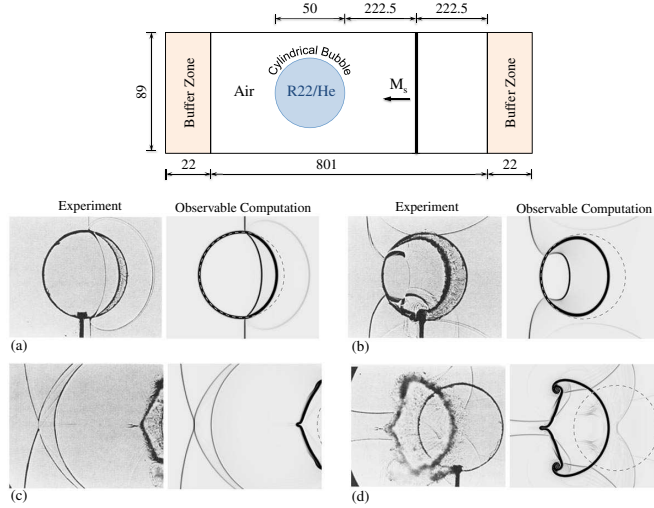 50 222.5 222.5
Cylindrical Bubble
Buffer Zone
89
Air
R22/He
Mₛ
Buffer Zone
22 801 22
Experiment Observable Computation Experiment Observable Computation
(a) (b)
(c) (d)